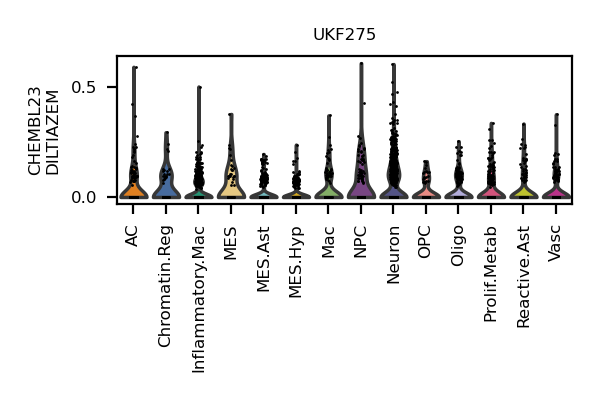 UKF275
CHEMBL23
DILTIAZEM
0.5
0.0
AC
Chromatin.Reg
Inflammatory.Mac
MES
MES.Ast
MES.Hyp
Mac
NPC
Neuron
OPC
Oligo
Prolif.Metab
Reactive.Ast
Vasc